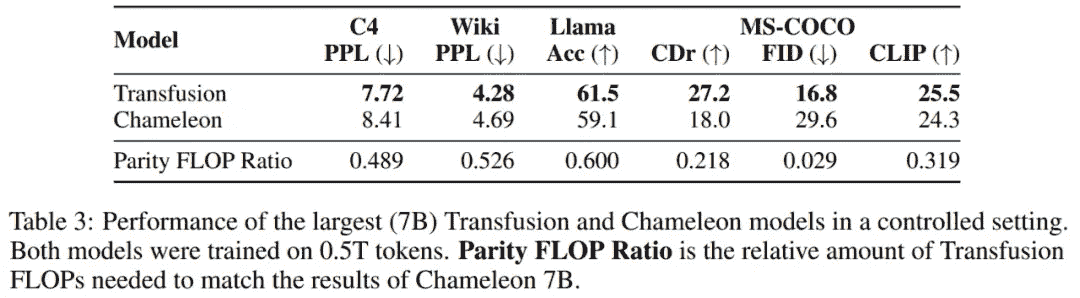 Model C4 PPL (↓) Wiki PPL (↓) Llama Acc (↑) MS-COCO CDr (↑) FID (↓) CLIP (↑)
Transfusion 7.72 4.28 61.5 27.2 16.8 25.5
Chameleon 8.41 4.69 59.1 18.0 29.6 24.3
Parity FLOP Ratio 0.489 0.526 0.600 0.218 0.029 0.319
Table 3: Performance of the largest (7B) Transfusion and Chameleon models in a controlled setting.
Both models were trained on 0.5T tokens. Parity FLOP Ratio is the relative amount of Transfusion
FLOPs needed to match the results of Chameleon 7B.